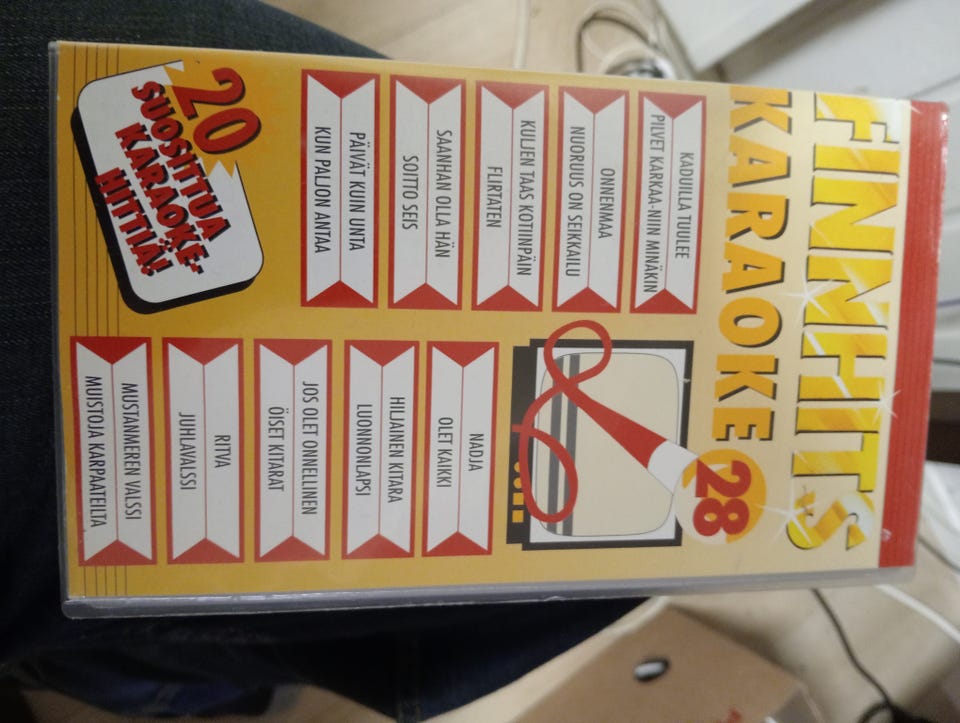 FINNHITS
KARAOKE
28
KADUILLA TUULEE
PILVET KARKAA-NIIN MINÄKIN
ONNENMAA
NUORUUS ON SEIKKAILU
KULJEN TAAS KOTIINPÄIN
FLIRTATEN
SAANHAN OLLA HÄN
SOITTO SEIS
PÄIVÄT KUIN UNTA
KUN PALJON ANTAA
20
SUOSITTUA
KARAOKE-
HITTIÄ!
NADJA
OLET KAIKKI
HILJAINEN KITARA
LUONNONLAPSI
JOS OLET ONNELLINEN
ÖISET KITARAT
RITVA
JUHLAVALSSI
MUSTANMEREN VALSSI
MUISTOJA KARPAATEILTA